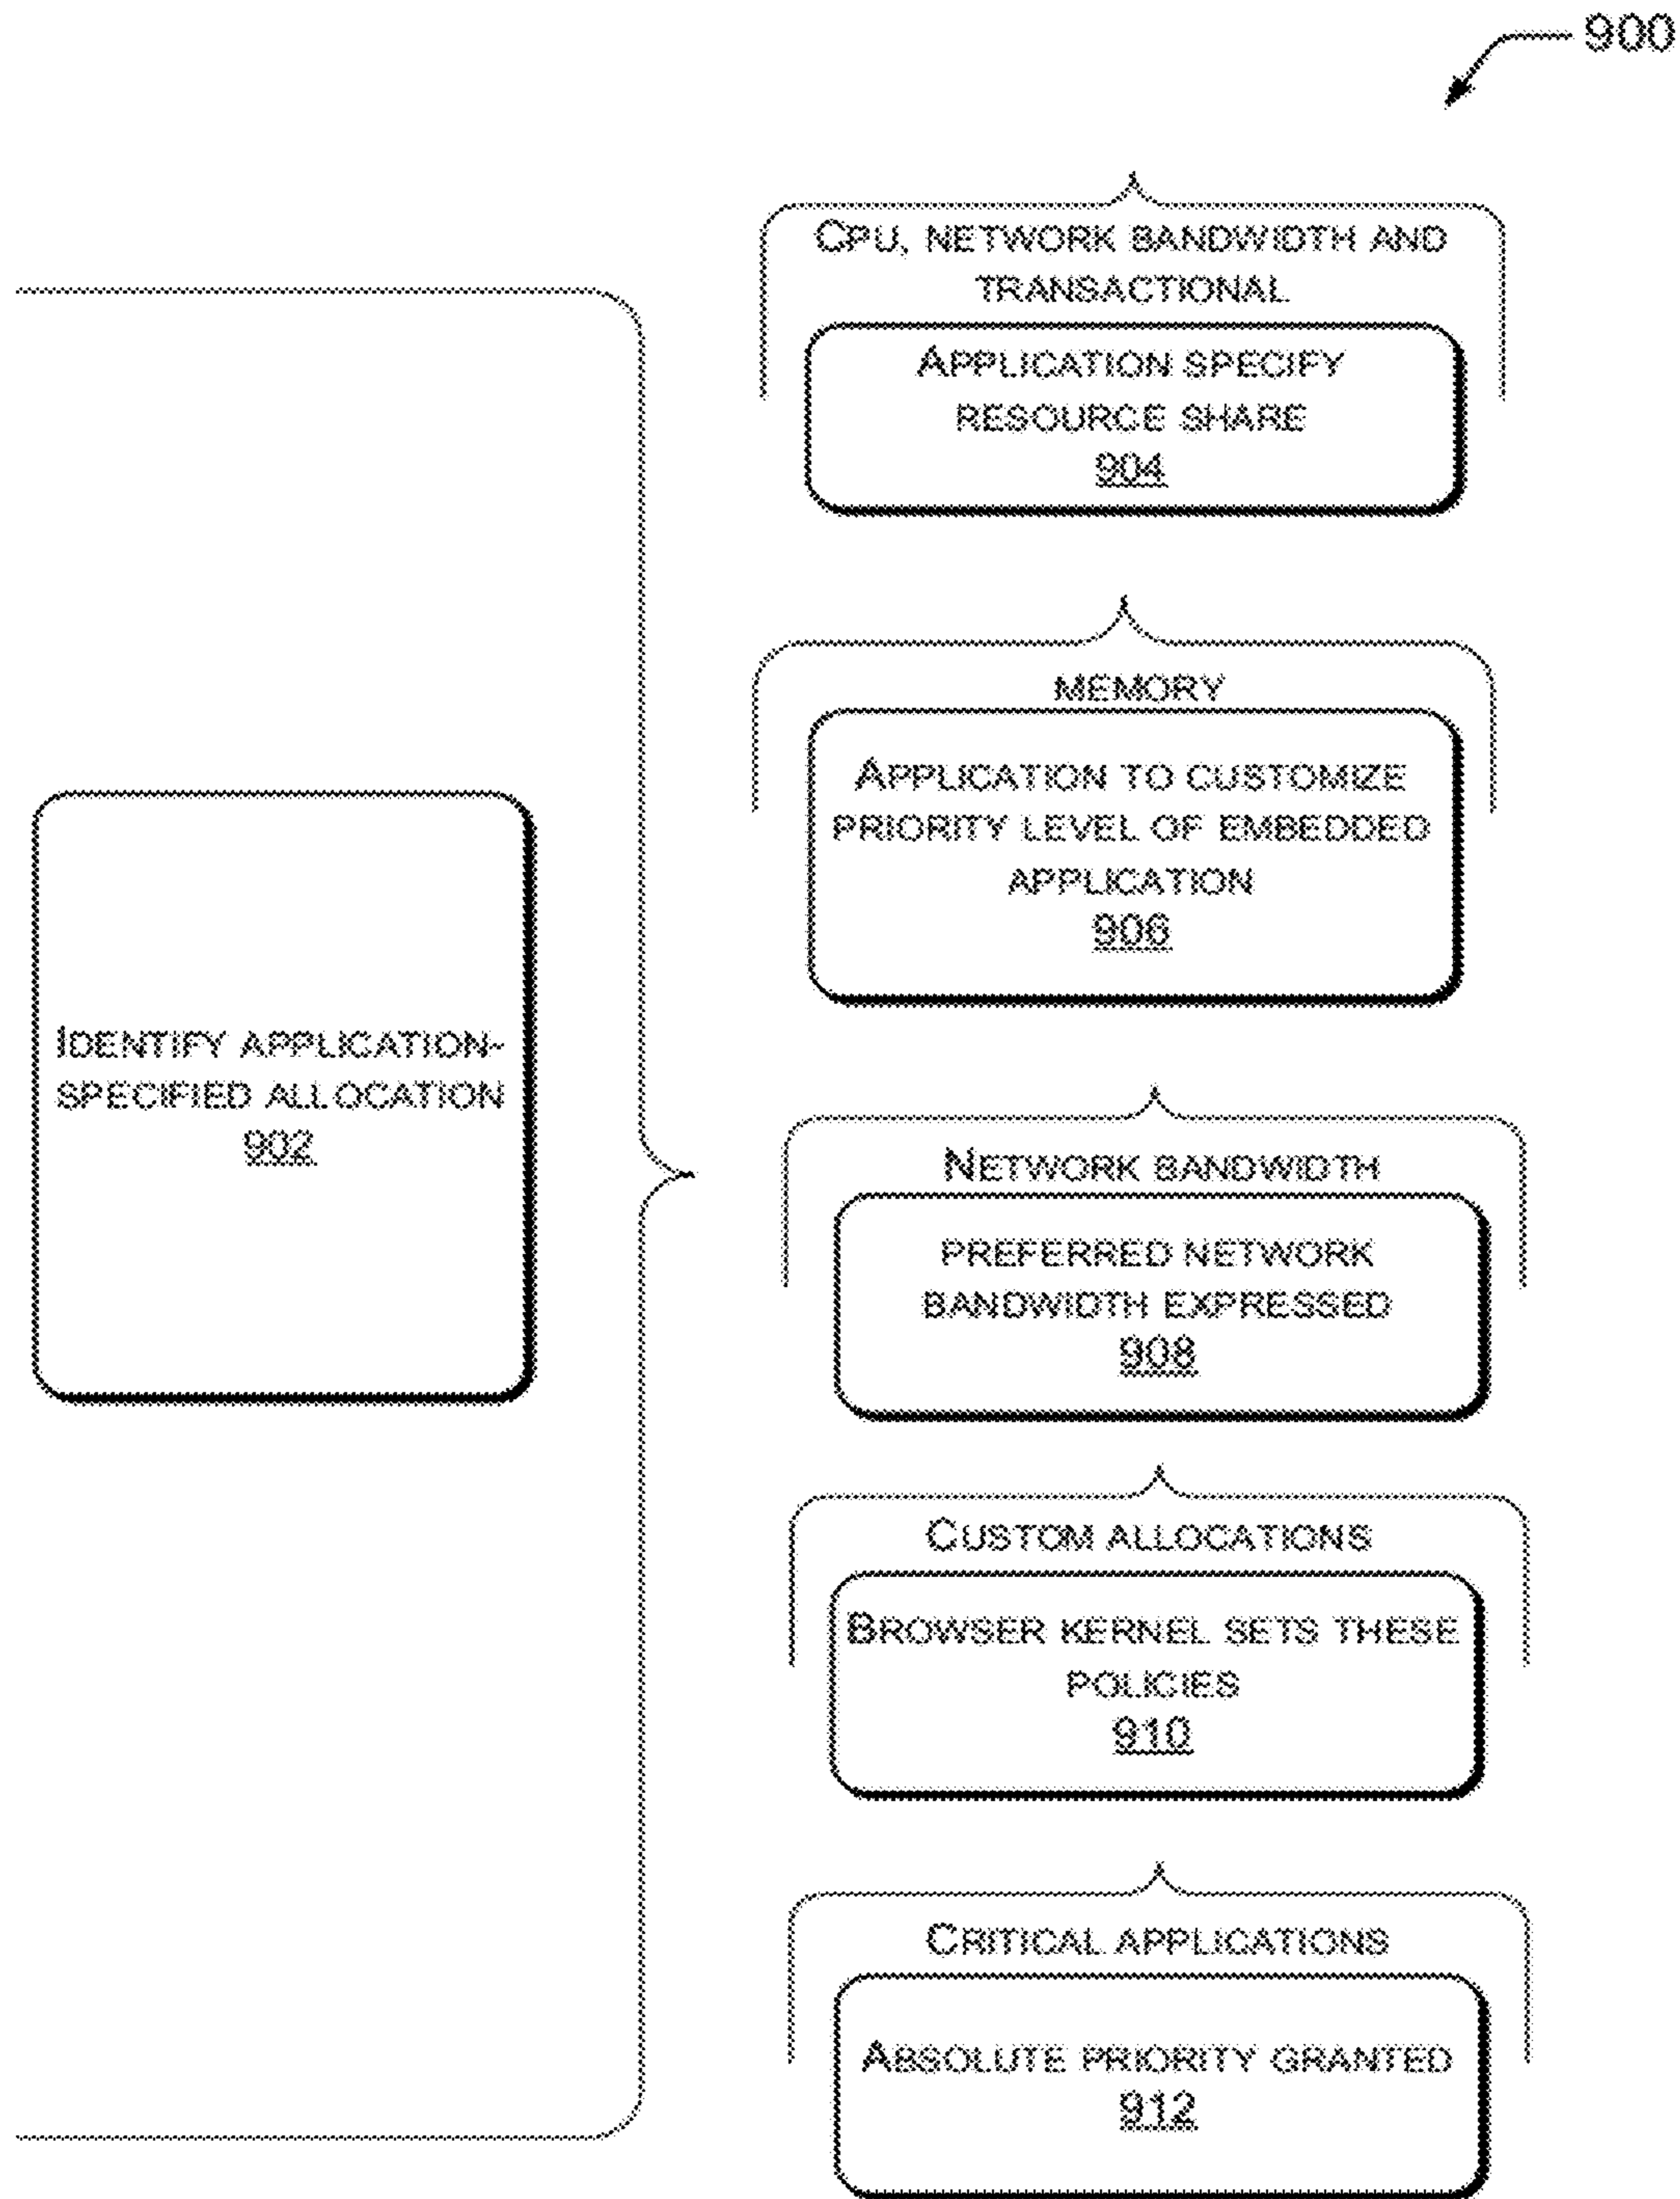 900
CPU, NETWORK BANDWIDTH AND
TRANSACTIONAL
APPLICATION SPECIFY
RESOURCE SHARE
904
MEMORY
APPLICATION TO CUSTOMIZE
PRIORITY LEVEL OF EMBEDDED
APPLICATION
906
IDENTIFY APPLICATION-
SPECIFIED ALLOCATION
902
NETWORK BANDWIDTH
PREFERRED NETWORK
BANDWIDTH EXPRESSED
908
CUSTOM ALLOCATIONS
BROWSER KERNEL SETS THESE
POLICIES
910
CRITICAL APPLICATIONS
ABSOLUTE PRIORITY GRANTED
912